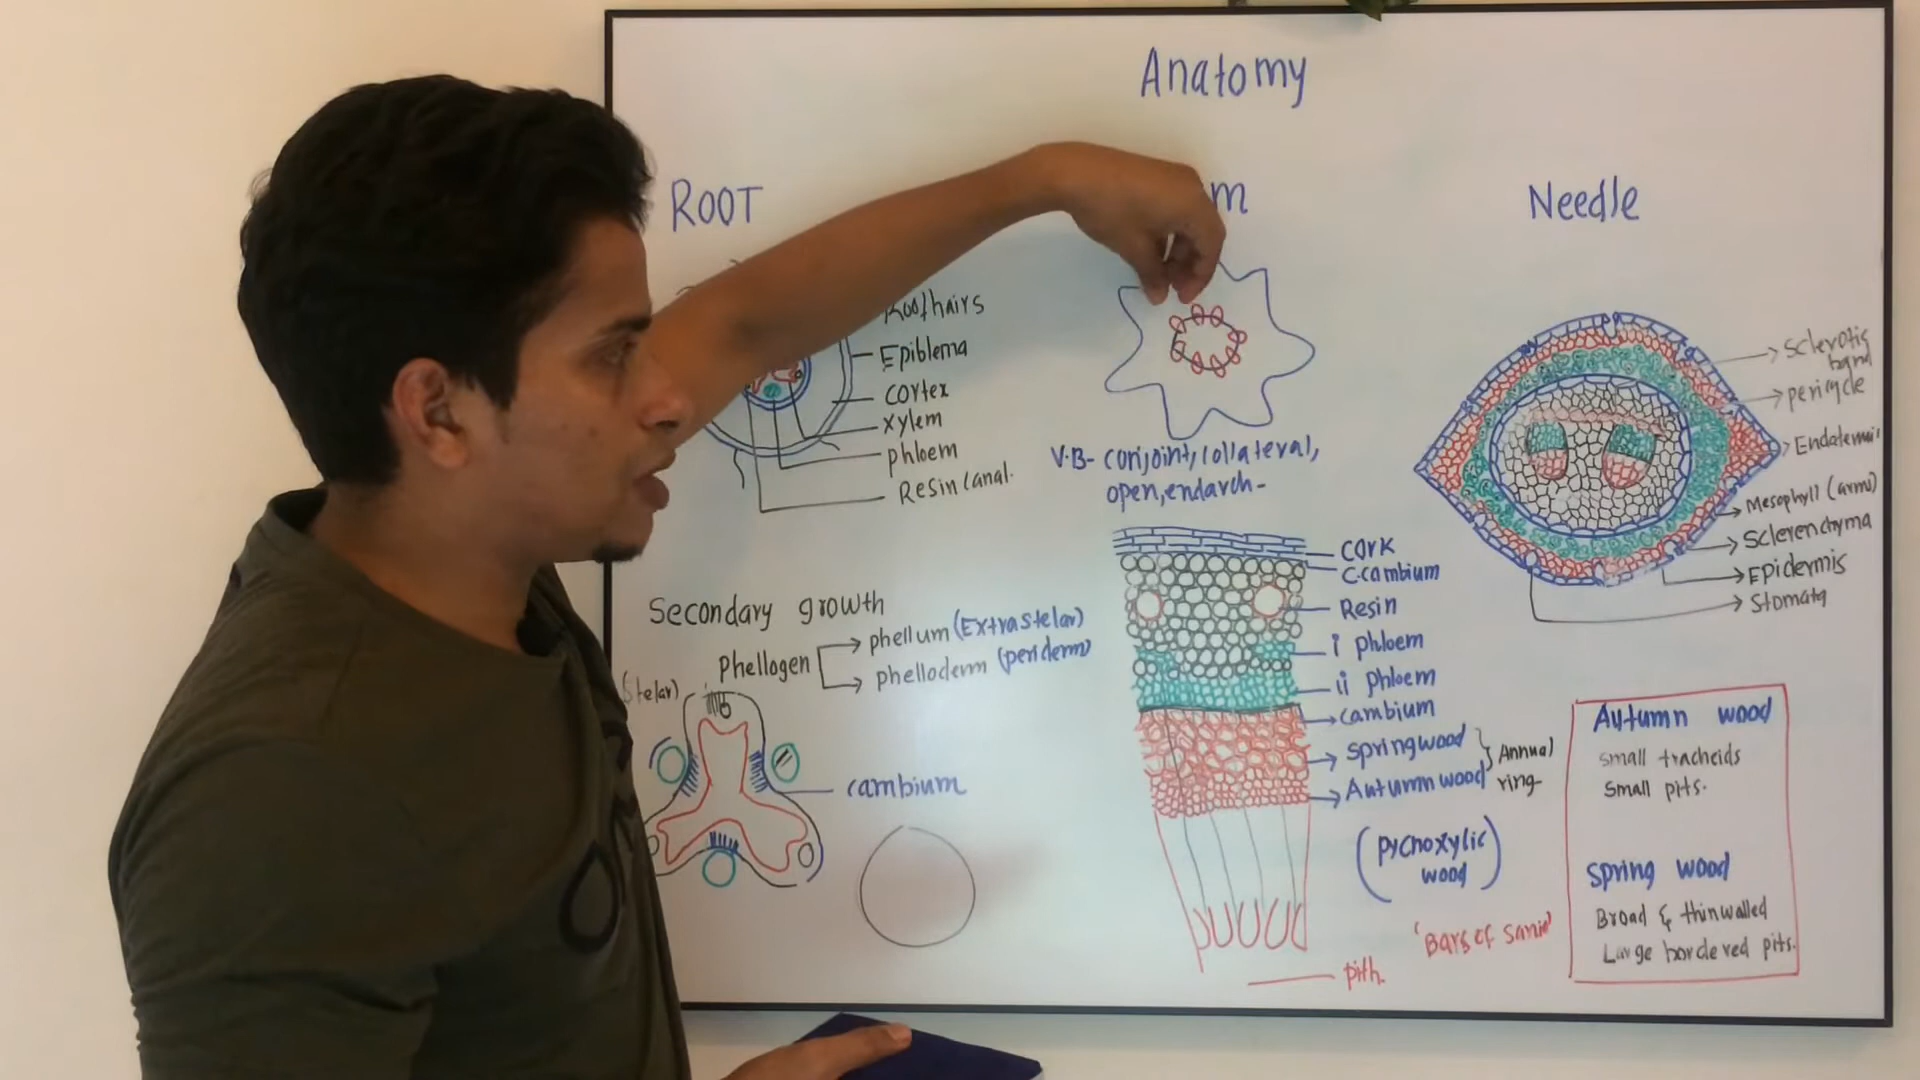 Anatomy
ROOT
m
Needle
Roothairs
Epiblema
cortex
xylem
phloem
Resin canal.
V.B- conjoint, collateral,
open, endarch-
Sclerotis
band
pericycle
Mesophyll (arm)
Sclerenchyma
Epidermis
Stomata
Secondary growth
Phellogen
phellum (Extrastelar)
phelloderm (periderm)
(Stelar)
cambium
cork
c.cambium
Resin
i phloem
ii phloem
cambium
springwood
Autumn wood
Annual
ring-
(Pycnoxylic
wood)
'Bars of sanio'
pith.
Autumn wood
small tracheids
small pits.
spring wood
Broad & thinwalled
Large bordered pits.